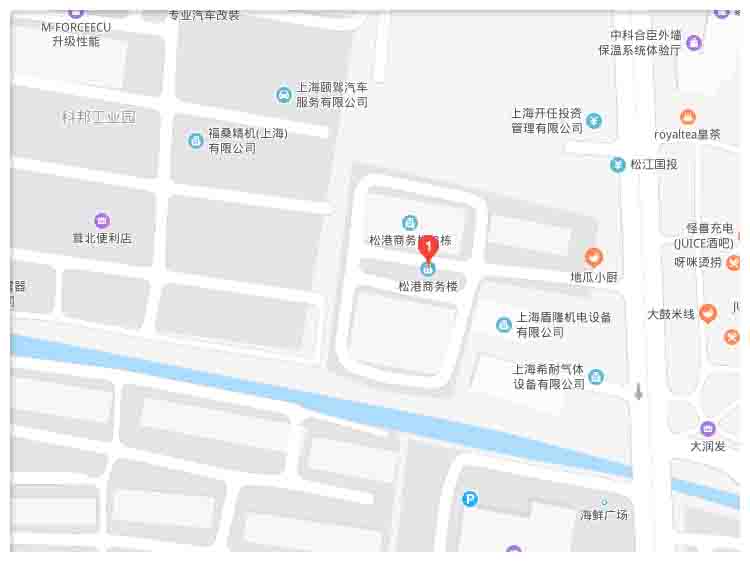 专业汽车改裝
M-FORCEECU
升级性能
中科合臣外墙
保温系统体验厅
上海颐驾汽车
服务有限公司
科邦工业园
上海开任投资
管理有限公司
福桑精机(上海)
有限公司
royaltea皇茶
松江国投
茸北便利店
松港商务楼
栋
怪兽充电
(JUICE酒吧)
呀咪烫捞
1
地瓜小厨
松港商务楼
大鼓米线
上海盾隆机电设备
有限公司
上海希耐气体
设备有限公司
大润发
P
海鲜广场